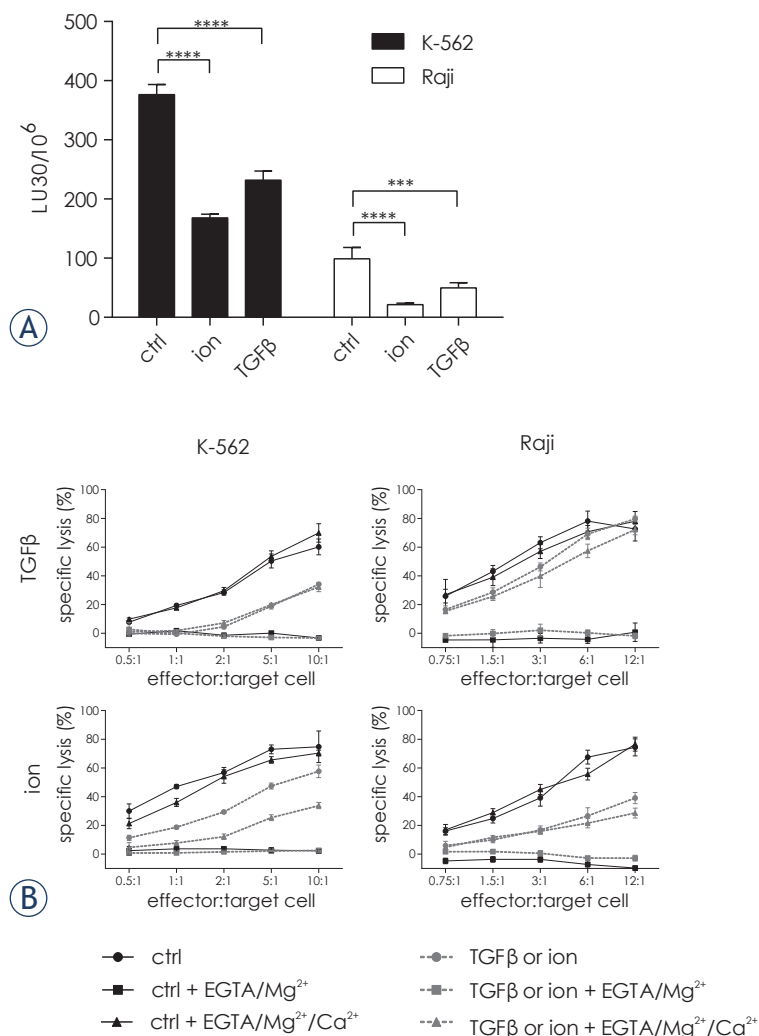 500
400
300
200
100
0
LU30/10⁶
****
****
***
****
K-562
Raji
ctrl
ion
TGFβ
ctrl
ion
TGFβ
A
K-562
Raji
TGFβ
specific lysis (%)
100
80
60
40
20
0
0.5:1 1:1 2:1 5:1 10:1
effector:target cell
specific lysis (%)
100
80
60
40
20
0
0.75:1 1.5:1 3:1 6:1 12:1
effector:target cell
ion
specific lysis (%)
100
80
60
40
20
0
0.5:1 1:1 2:1 5:1 10:1
effector:target cell
specific lysis (%)
100
80
60
40
20
0
0.75:1 1.5:1 3:1 6:1 12:1
effector:target cell
B
ctrl
ctrl + EGTA/Mg²⁺
ctrl + EGTA/Mg²⁺/Ca²⁺
TGFβ or ion
TGFβ or ion + EGTA/Mg²⁺
TGFβ or ion + EGTA/Mg²⁺/Ca²⁺